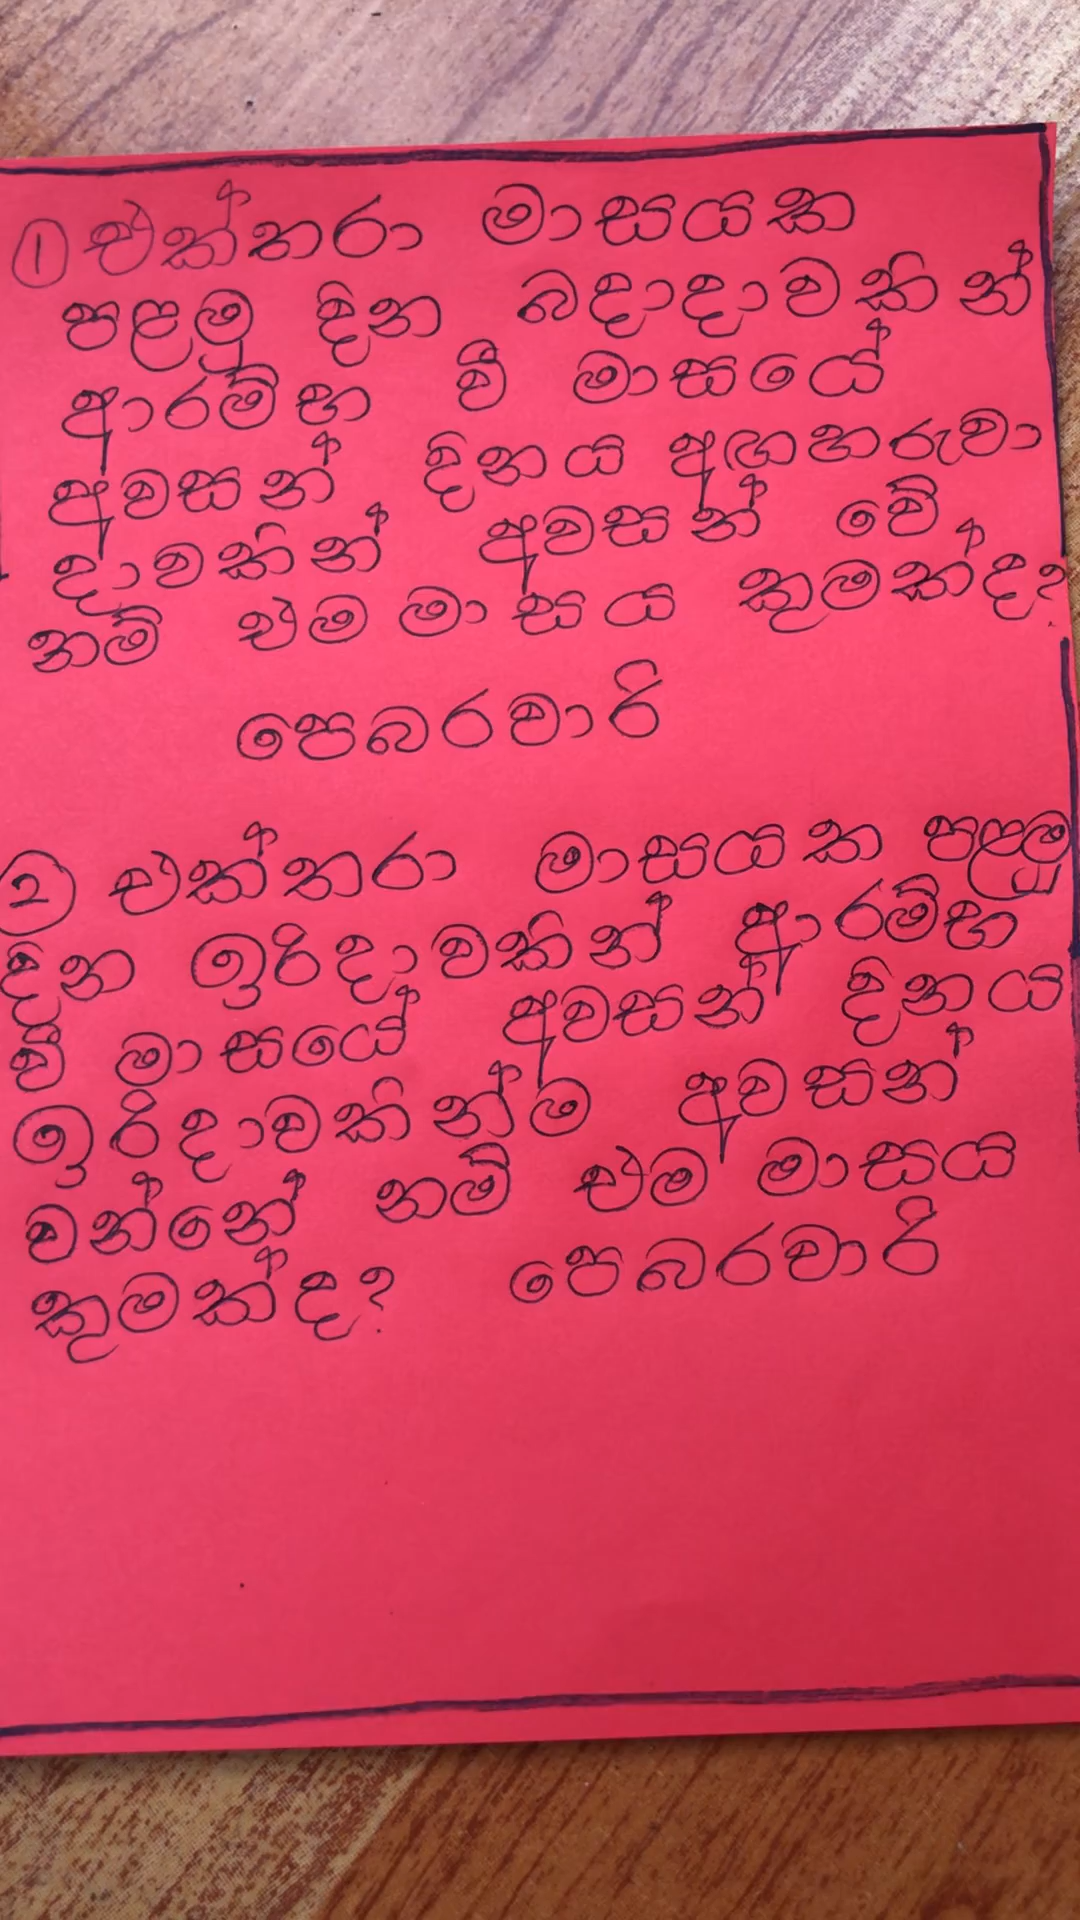 ① එක්තරා මාසයක
පළමු දින බදාදාවකින්
ආරම්භ වී මාසයේ
අවසන් දිනය අඟහරුවා
දාවකින් අවසන් වේ.
නම් එම මාසය කුමක්ද?
පෙබරවාරි
② එක්තරා මාසයක පළමු
දින ඉරිදාවකින් ආරම්භ
වී මාසයේ අවසන් දිනය
ඉරිදාවකින්ම අවසන්
වන්නේ නම් එම මාසය
කුමක්ද? පෙබරවාරි